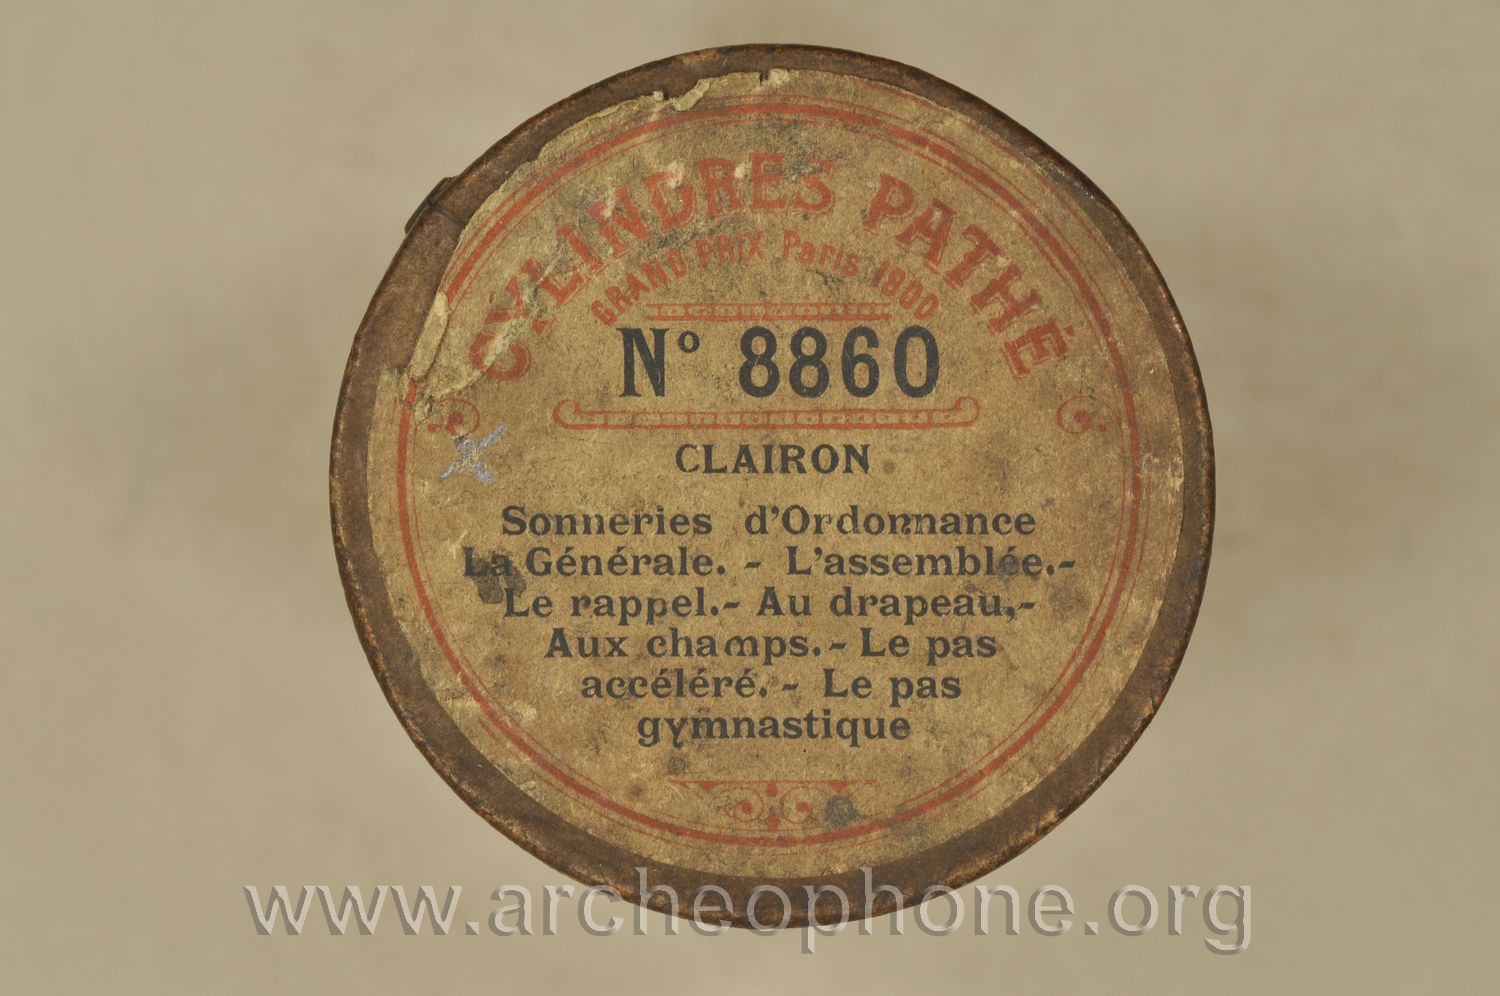 CYLINDRES PATHÉ
GRAND PRIX Paris 1900
Nº 8860
CLAIRON
Sonneries d'Ordonnance
La Générale. - L'assemblée.-
Le rappel.- Au drapeau,-
Aux champs.- Le pas
accéléré. - Le pas
gymnastique
www.archeophone.org